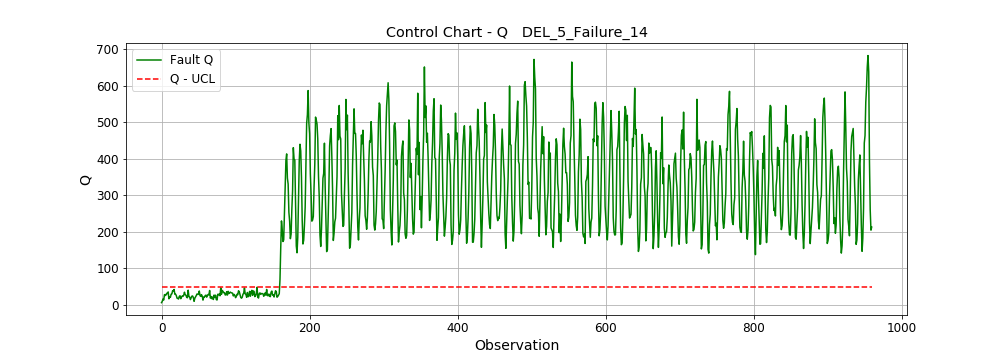 Control Chart - Q   DEL_5_Failure_14
Fault Q
Q - UCL
700
600
500
400
300
200
100
0
Q
0 200 400 600 800 1000
Observation